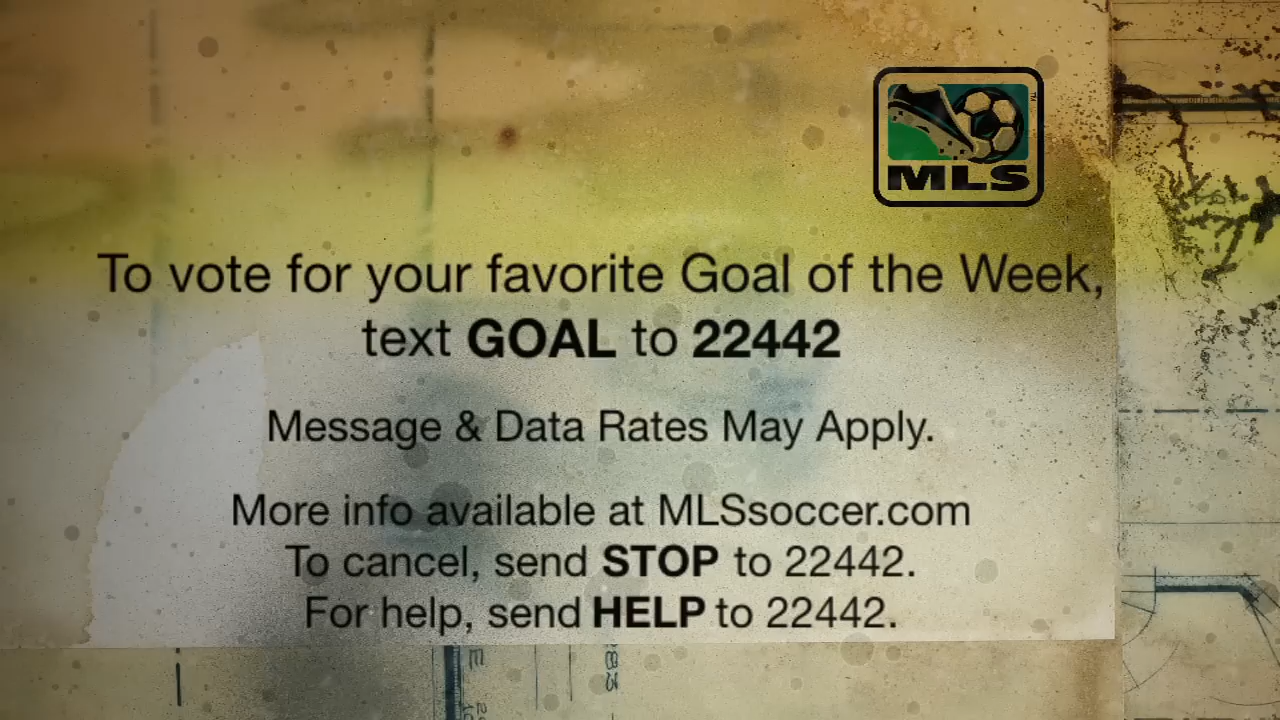 MLS
To vote for your favorite Goal of the Week,
text GOAL to 22442
Message & Data Rates May Apply.
More info available at MLSsoccer.com
To cancel, send STOP to 22442.
For help, send HELP to 22442.